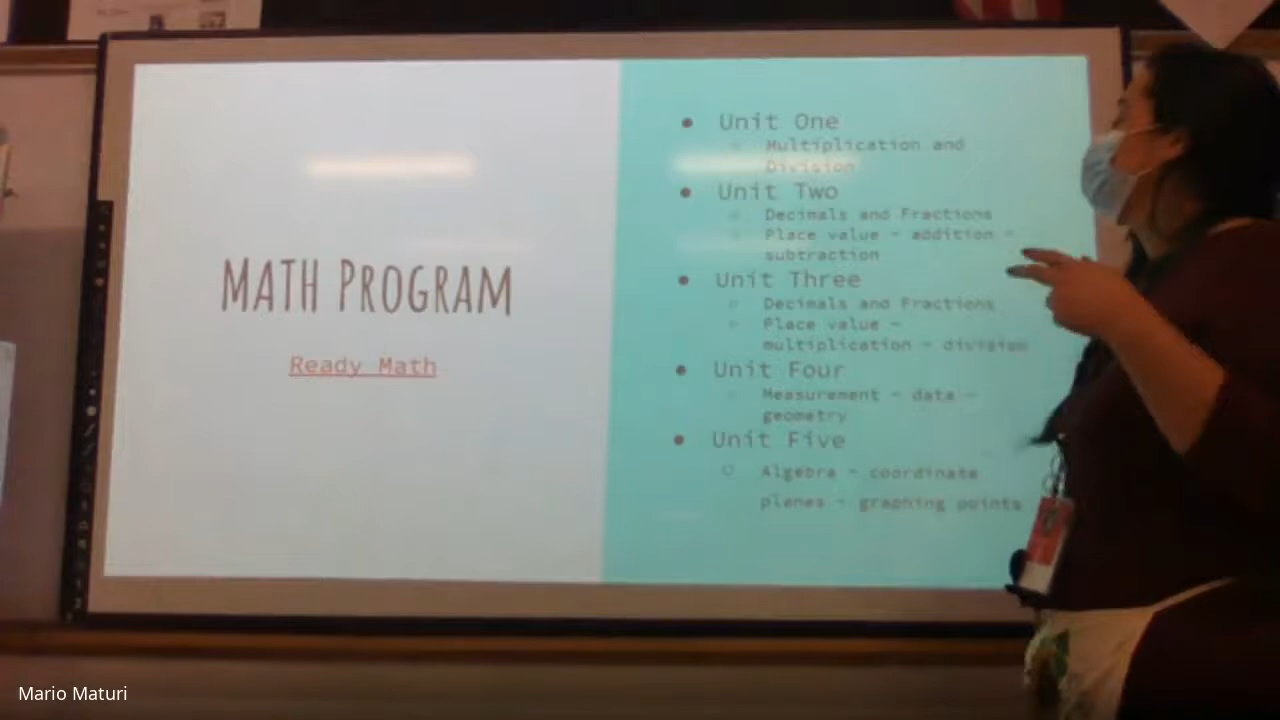 MATH PROGRAM
Ready Math
Unit One
Multiplication and
Division
Unit Two
Decimals and Fractions
Place value - addition -
subtraction
Unit Three
Decimals and Fractions
Place value -
multiplication - division
Unit Four
Measurement - data -
geometry
Unit Five
Algebra - coordinate
planes - graphing points
Mario Maturi